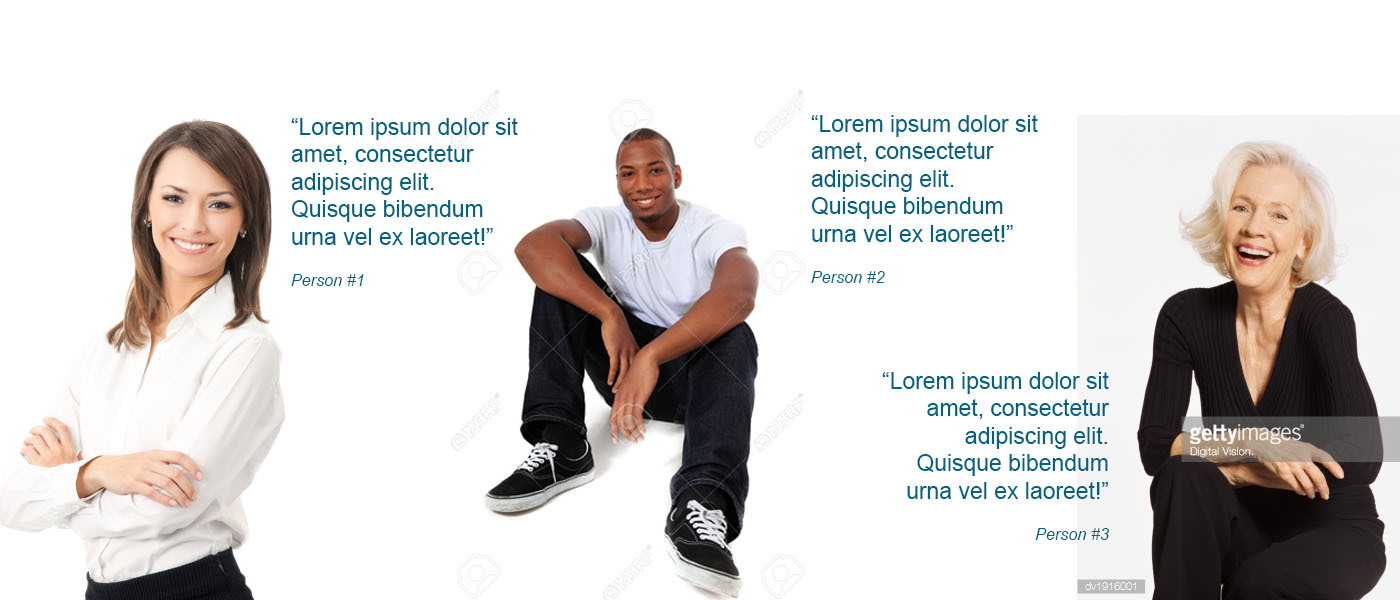 “Lorem ipsum dolor sit
amet, consectetur
adipiscing elit.
Quisque bibendum
urna vel ex laoreet!”
Person #1
“Lorem ipsum dolor sit
amet, consectetur
adipiscing elit.
Quisque bibendum
urna vel ex laoreet!”
Person #2
“Lorem ipsum dolor sit
amet, consectetur
adipiscing elit.
Quisque bibendum
urna vel ex laoreet!”
Person #3
gettyimages®
Digital Vision.
dv1916001